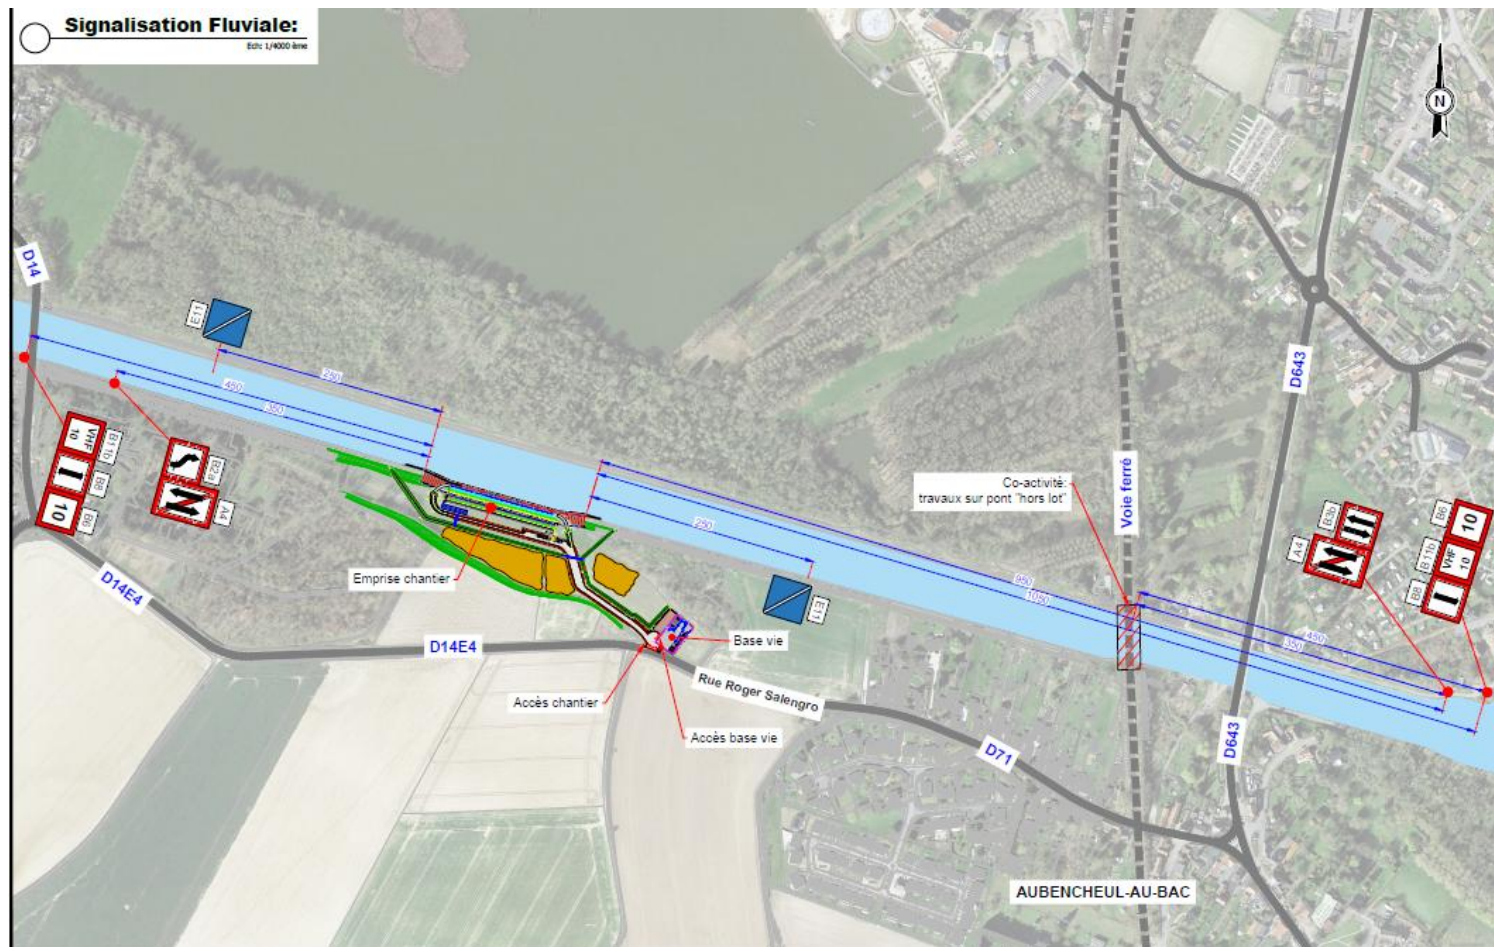 Signalisation Fluviale:
Ech: 1/4000 ème
N
D14
E11
250
450
350
VHF
10
B11b
B8
10
B6
B2a
A4
D643
Voie ferré
Co-activité:
travaux sur pont "hors lot"
B3b
A4
B6
10
B11b
VHF
10
B8
250
E11
950
1050
450
350
Emprise chantier
D14E4
D14E4
Base vie
Rue Roger Salengro
Accès chantier
Accès base vie
D71
D643
AUBENCHEUL-AU-BAC